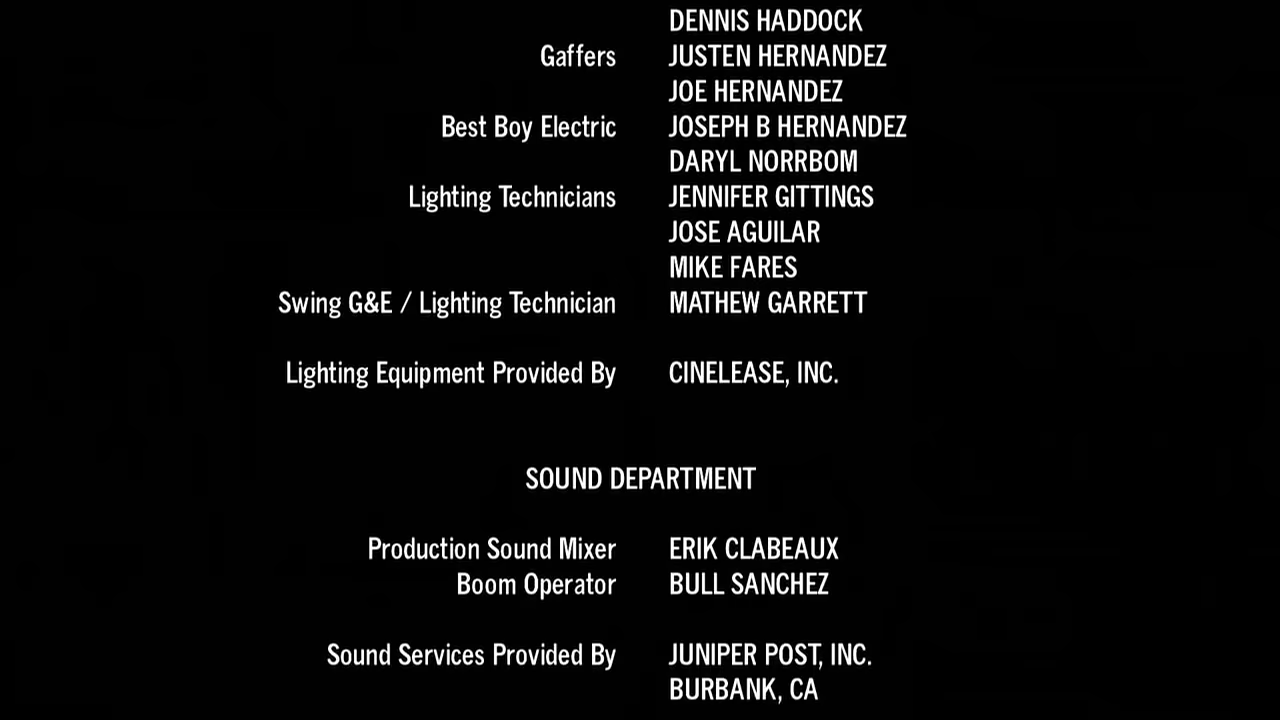 DENNIS HADDOCK
Gaffers JUSTEN HERNANDEZ
JOE HERNANDEZ
Best Boy Electric JOSEPH B HERNANDEZ
DARYL NORRBOM
Lighting Technicians JENNIFER GITTINGS
JOSE AGUILAR
MIKE FARES
Swing G&E / Lighting Technician MATHEW GARRETT
Lighting Equipment Provided By CINELEASE, INC.
SOUND DEPARTMENT
Production Sound Mixer ERIK CLABEAUX
Boom Operator BULL SANCHEZ
Sound Services Provided By JUNIPER POST, INC.
BURBANK, CA